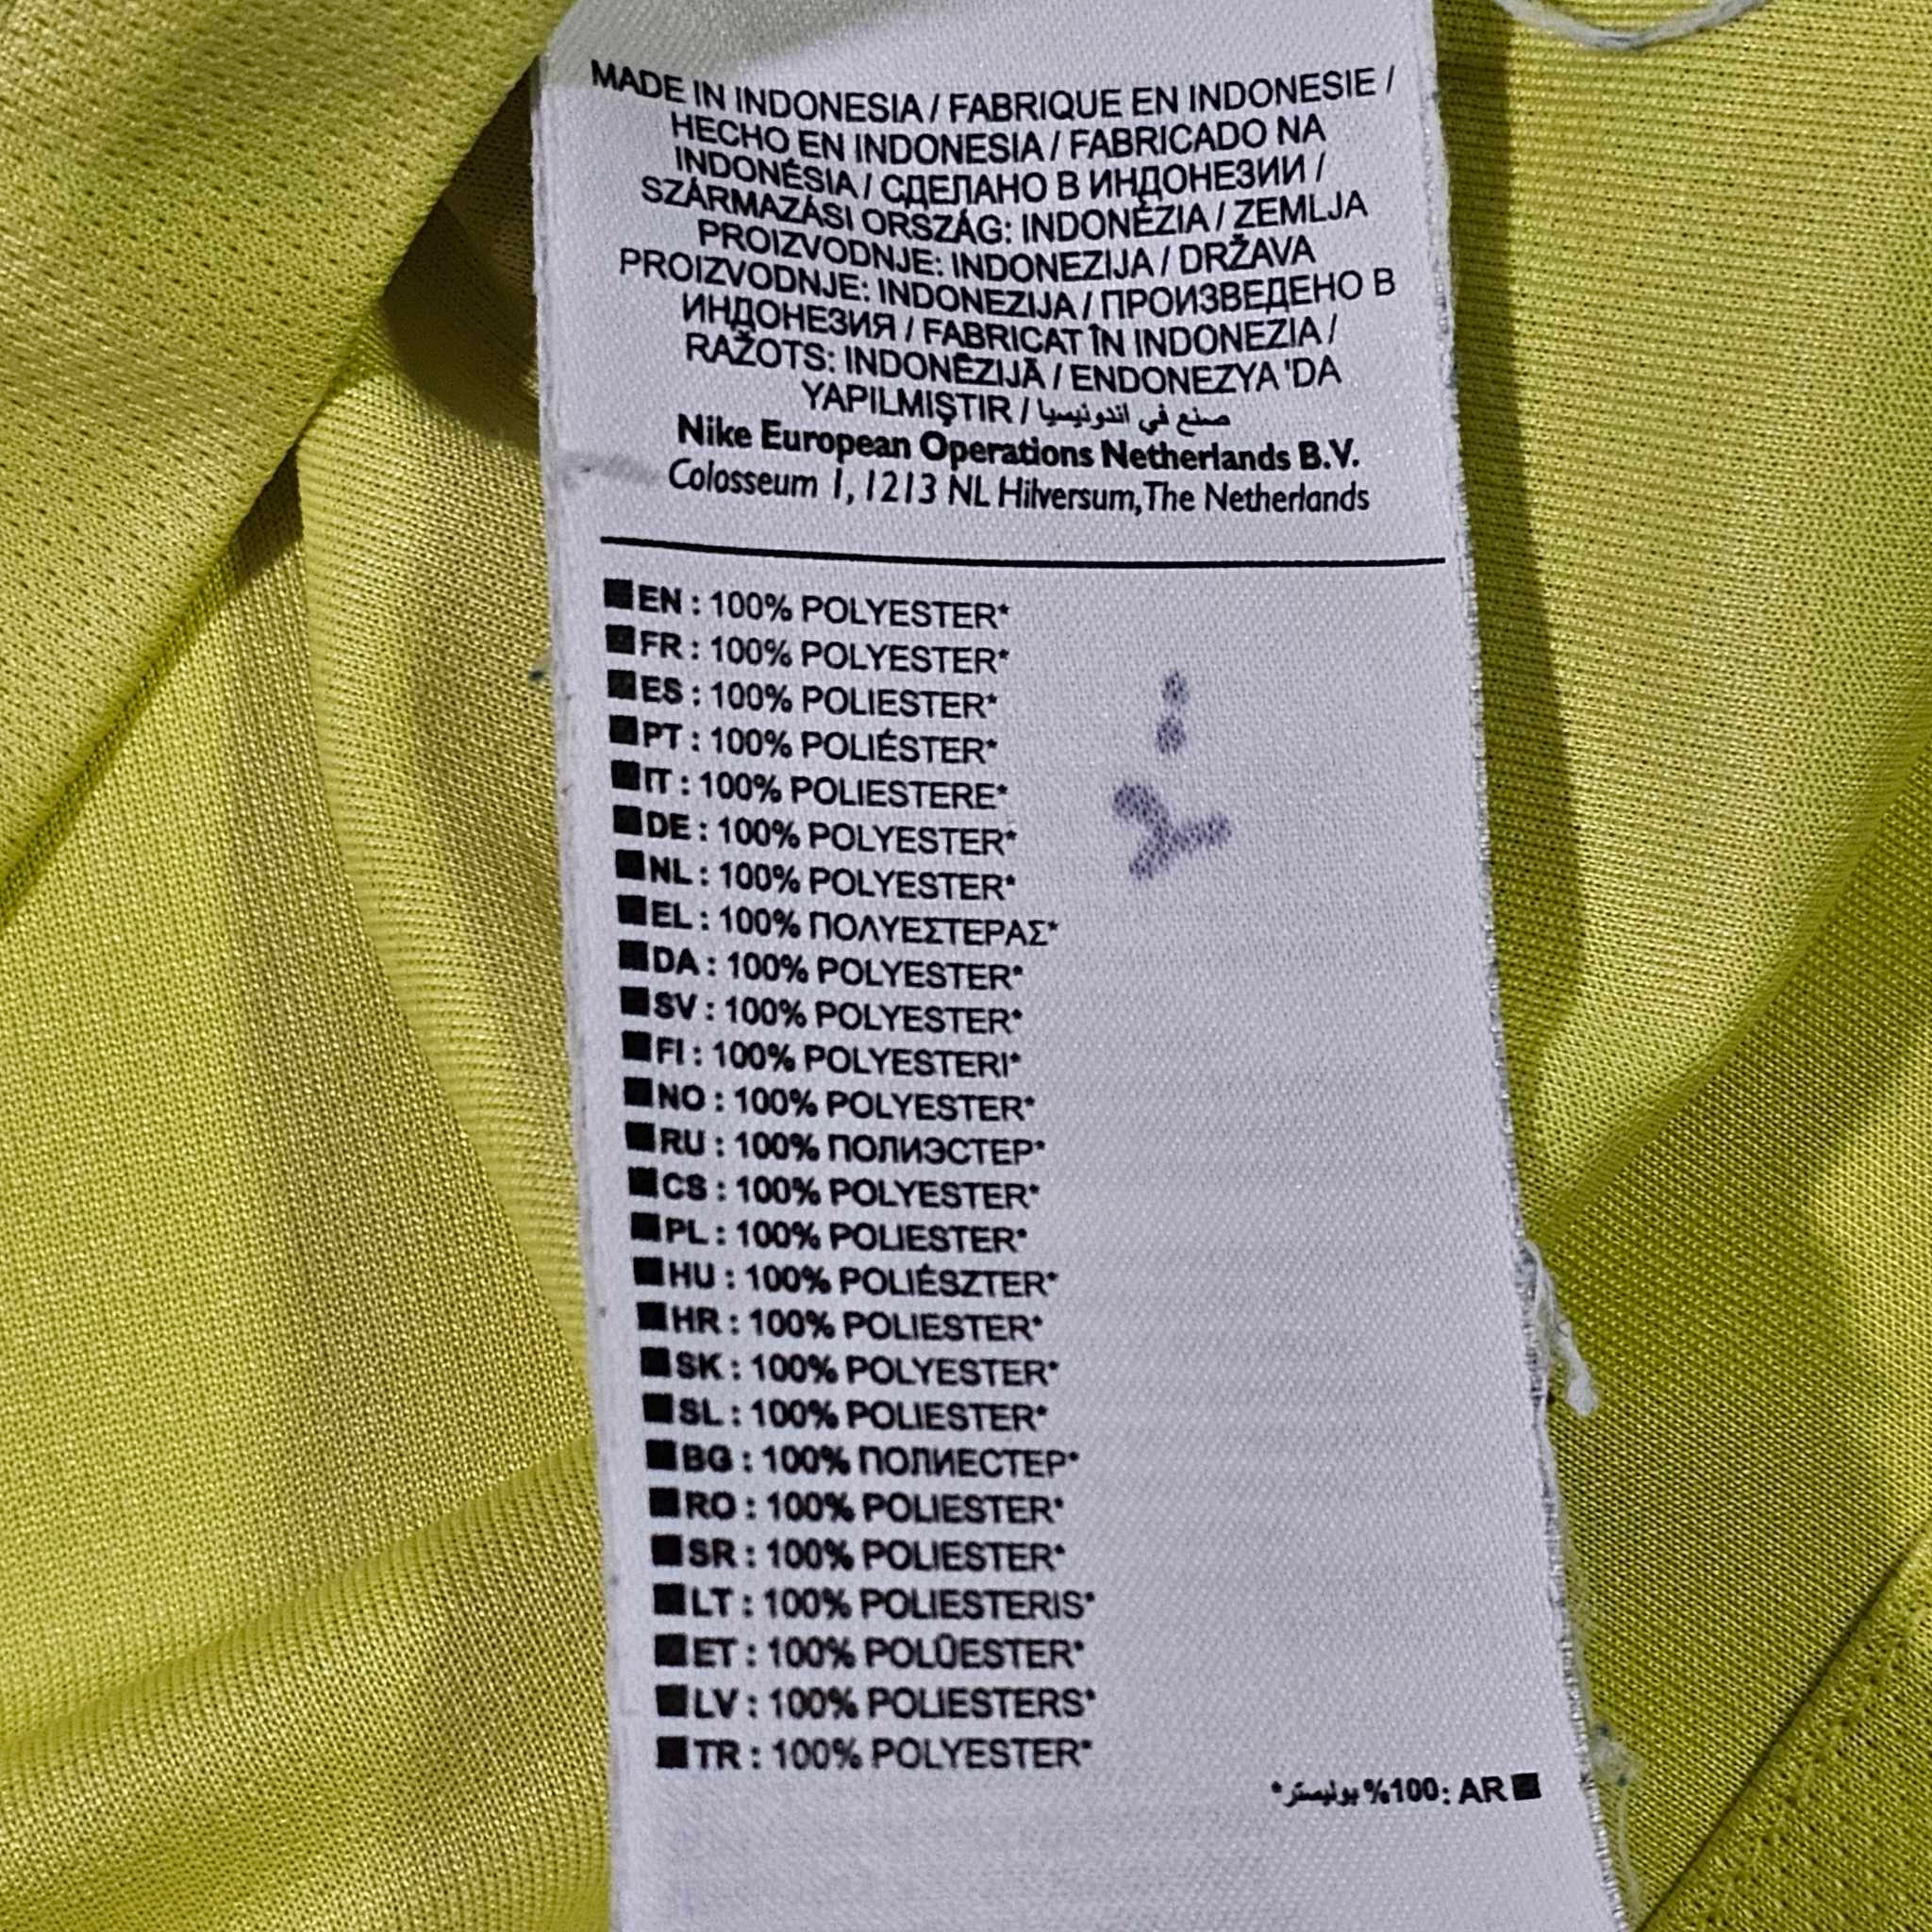 MADE IN INDONESIA / FABRIQUE EN INDONESIE /
HECHO EN INDONESIA / FABRICADO NA
INDONÉSIA / СДЕЛАНО В ИНДОНЕЗИИ /
SZÁRMAZÁSI ORSZÁG: INDONÉZIA / ZEMLJA
PROIZVODNJE: INDONEZIJA / DRŽAVA
PROIZVODNJE: INDONEZIJA / ПРОИЗВЕДЕНО В
ИНДОНЕЗИЯ / FABRICAT ÎN INDONEZIA /
RAŽOTS: INDONĒZIJĀ / ENDONEZYA 'DA
YAPILMIŞTIR / صنع في اندونيسيا
Nike European Operations Netherlands B.V.
Colosseum 1, 1213 NL Hilversum, The Netherlands
EN : 100% POLYESTER*
FR : 100% POLYESTER*
ES : 100% POLIESTER*
PT : 100% POLIÉSTER*
IT : 100% POLIESTERE*
DE : 100% POLYESTER*
NL : 100% POLYESTER*
EL : 100% ΠΟΛΥΕΣΤΕΡΑΣ*
DA : 100% POLYESTER*
SV : 100% POLYESTER*
FI : 100% POLYESTERI*
NO : 100% POLYESTER*
RU : 100% ПОЛИЭСТЕР*
CS : 100% POLYESTER*
PL : 100% POLIESTER*
HU : 100% POLIÉSZTER*
HR : 100% POLIESTER*
SK : 100% POLYESTER*
SL : 100% POLIESTER*
BG : 100% ПОЛИЕСТЕР*
RO : 100% POLIESTER*
SR : 100% POLIESTER*
LT : 100% POLIESTERIS*
ET : 100% POLÜESTER*
LV : 100% POLIESTERS*
TR : 100% POLYESTER*
AR :100% بوليستر*